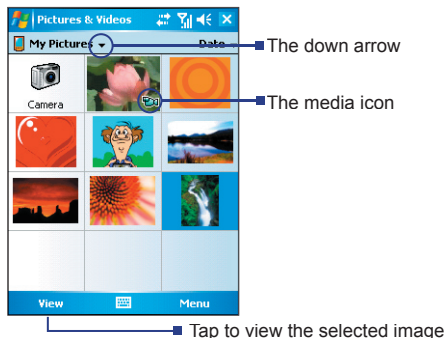 Pictures & Videos
My Pictures Date
The down arrow
Camera
The media icon
View Menu
Tap to view the selected image